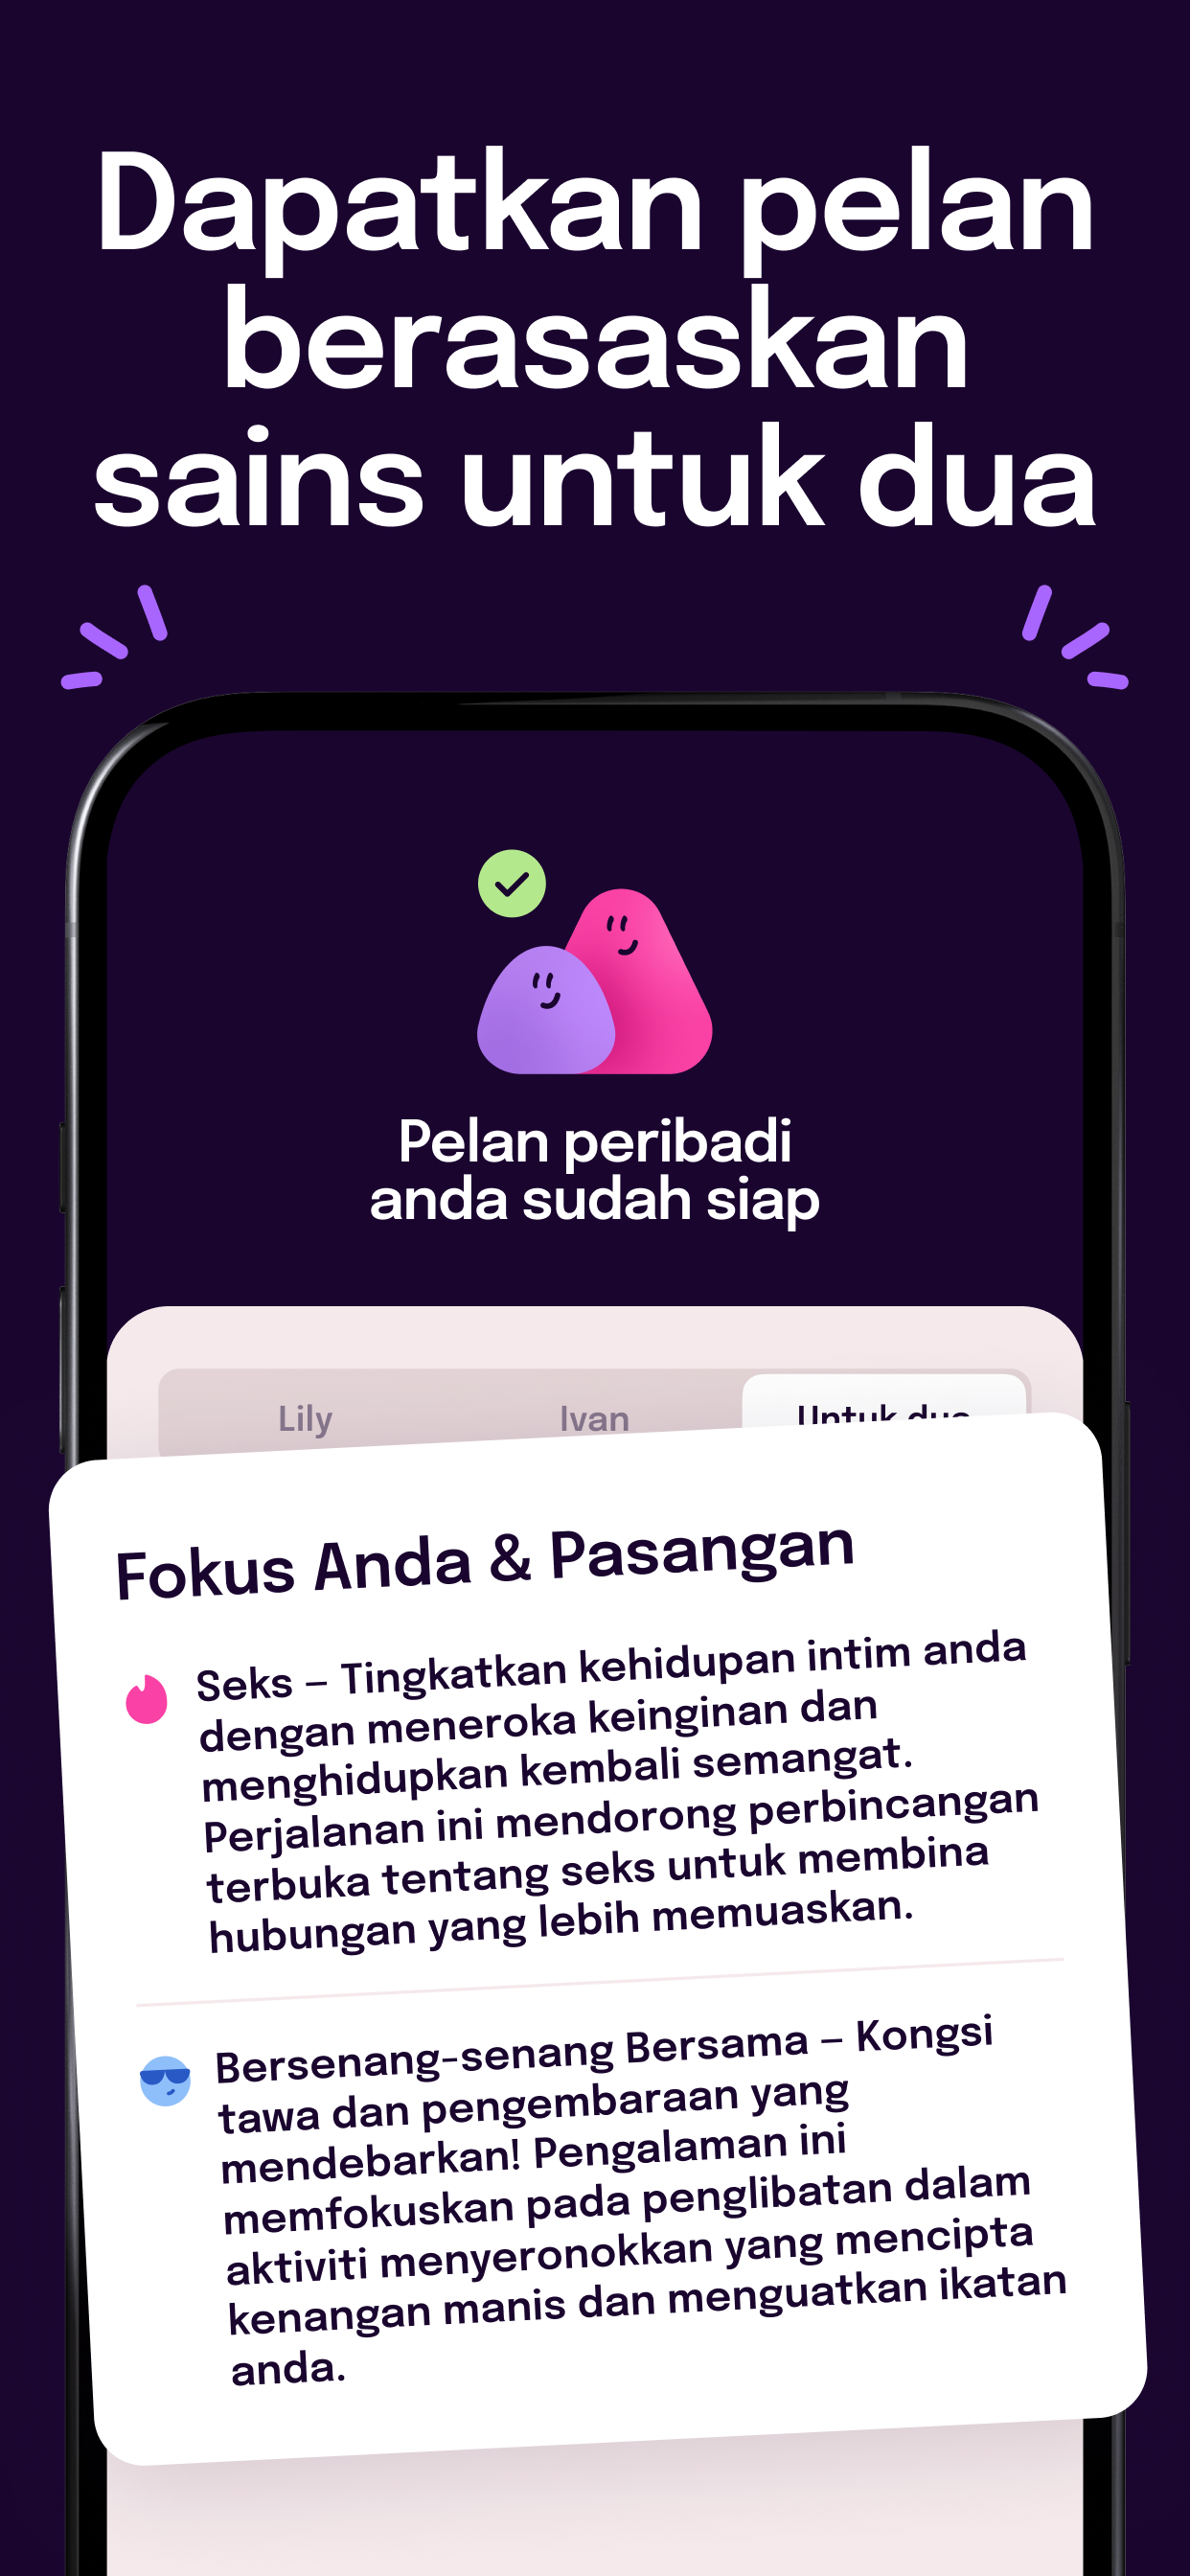 Dapatkan pelan
berasaskan
sains untuk dua
Pelan peribadi
anda sudah siap
Lily
Ivan
Untuk dua
Fokus Anda & Pasangan
Seks – Tingkatkan kehidupan intim anda
dengan meneroka keinginan dan
menghidupkan kembali semangat.
Perjalanan ini mendorong perbincangan
terbuka tentang seks untuk membina
hubungan yang lebih memuaskan.
Bersenang-senang Bersama – Kongsi
tawa dan pengembaraan yang
mendebarkan! Pengalaman ini
memfokuskan pada penglibatan dalam
aktiviti menyeronokkan yang mencipta
kenangan manis dan menguatkan ikatan
anda.